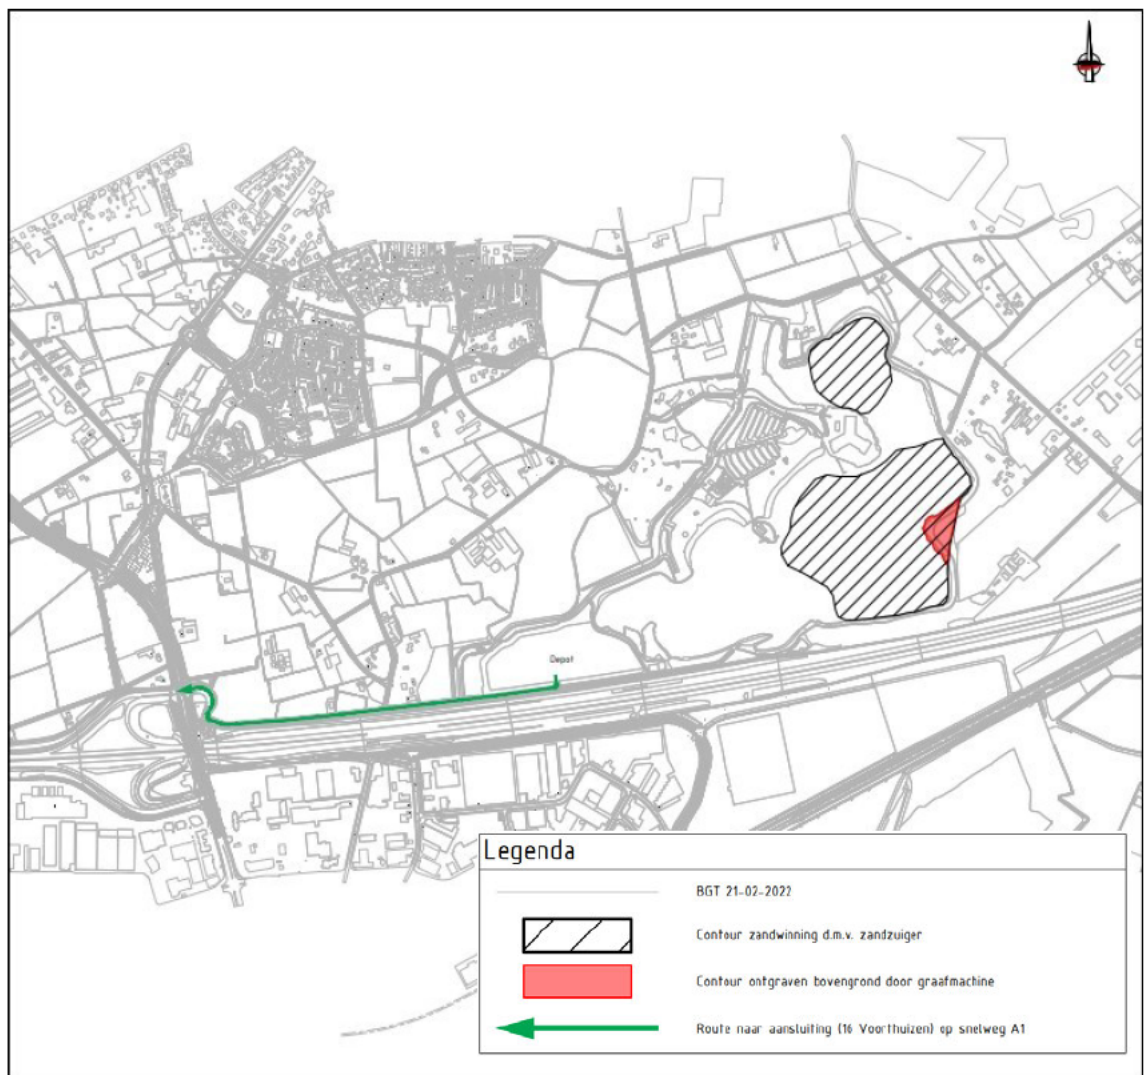 Depot
Legenda
BGT 21-02-2022
Contour zandwinning d.m.v. zandzuiger
Contour ontgraven bovengrond door graafmachine
Route naar aansluiting (16 Voorthuizen) op snelweg A1